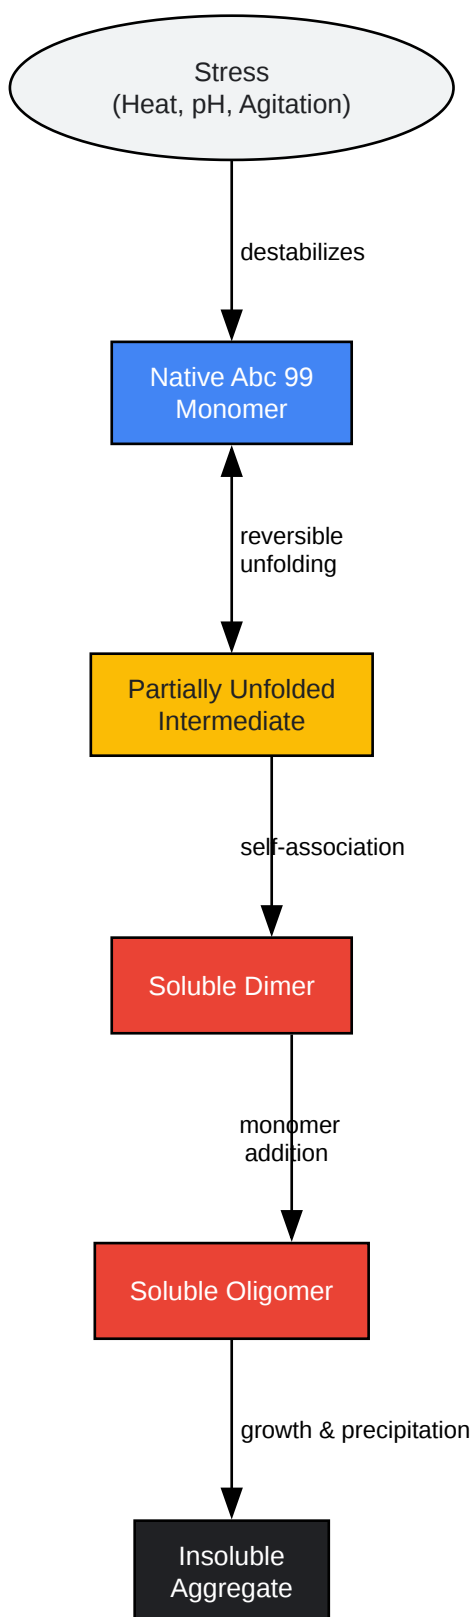 Stress
(Heat, pH, Agitation)
destabilizes
Native Abc 99
Monomer
reversible
unfolding
Partially Unfolded
Intermediate
self-association
Soluble Dimer
monomer
addition
Soluble Oligomer
growth & precipitation
Insoluble
Aggregate